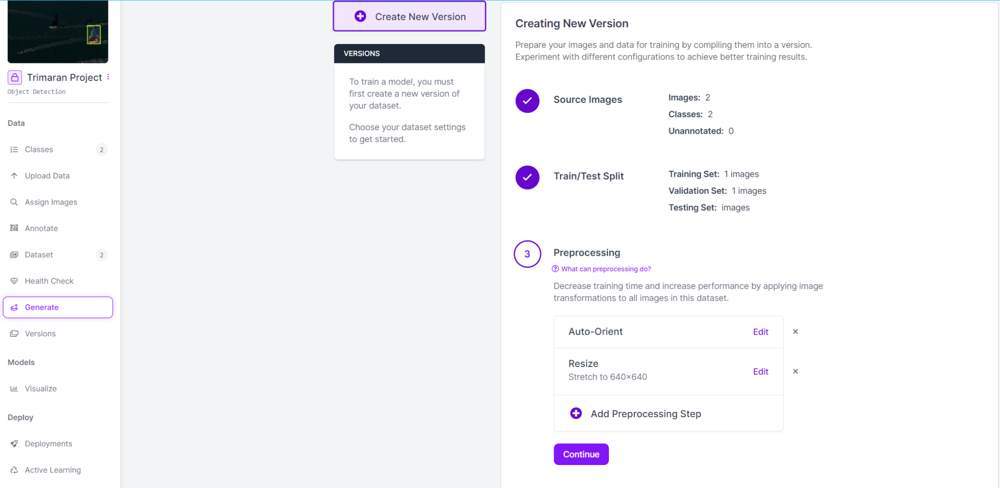 Trimaran Project
Object Detection
Data
Classes 2
Upload Data
Assign Images
Annotate
Dataset 2
Health Check
Generate
Versions
Models
Visualize
Deploy
Deployments
Active Learning
Create New Version
VERSIONS
To train a model, you must
first create a new version of
your dataset.
Choose your dataset settings
to get started.
Creating New Version
Prepare your images and data for training by compiling them into a version.
Experiment with different configurations to achieve better training results.
Source Images
Images: 2
Classes: 2
Unannotated: 0
Train/Test Split
Training Set: 1 images
Validation Set: 1 images
Testing Set: images
3
Preprocessing
What can preprocessing do?
Decrease training time and increase performance by applying image
transformations to all images in this dataset.
Auto-Orient Edit ×
Resize
Stretch to 640×640
Edit ×
Add Preprocessing Step
Continue